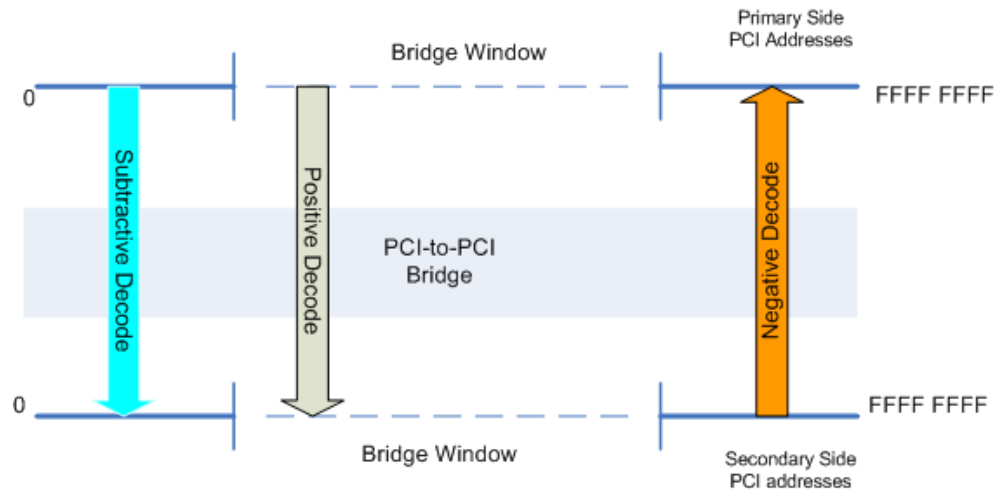 Primary Side
PCI Addresses
Bridge Window
0
FFFF FFFF
Subtractive Decode
Positive Decode
Negative Decode
PCI-to-PCI
Bridge
0
FFFF FFFF
Bridge Window
Secondary Side
PCI addresses